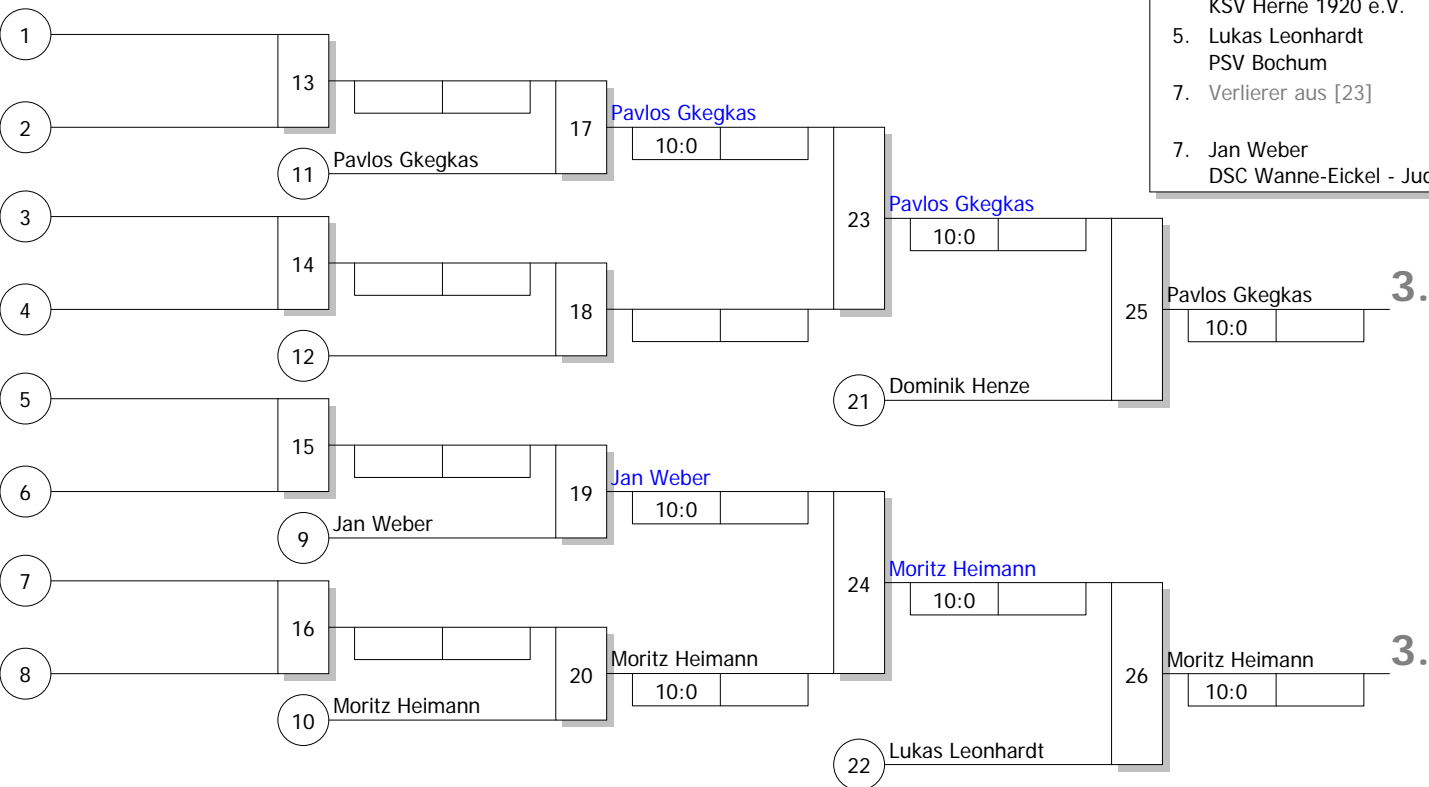 KSV Herne 1920 e.V.
5. Lukas Leonhardt
PSV Bochum
7. Verlierer aus [23]
7. Jan Weber
DSC Wanne-Eickel - Jud
1
13
2
17
Pavlos Gkegkas
10:0
11
Pavlos Gkegkas
3
14
4
18
12
23
Pavlos Gkegkas
10:0
25
Pavlos Gkegkas
3.
10:0
21
Dominik Henze
5
15
6
19
Jan Weber
10:0
9
Jan Weber
7
16
8
20
Moritz Heimann
10:0
10
Moritz Heimann
24
Moritz Heimann
10:0
26
Moritz Heimann
3.
10:0
22
Lukas Leonhardt